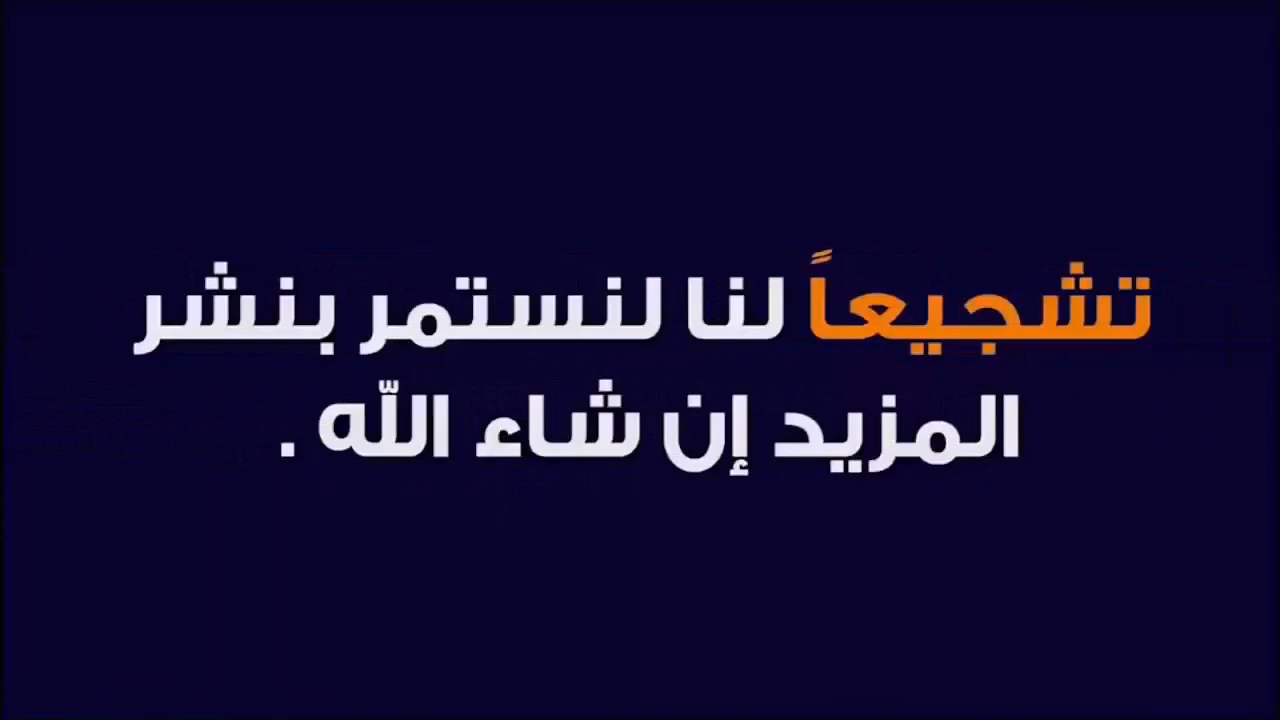 تشجيعاً لنا لنستمر بنشر
المزيد إن شاء اللّه .